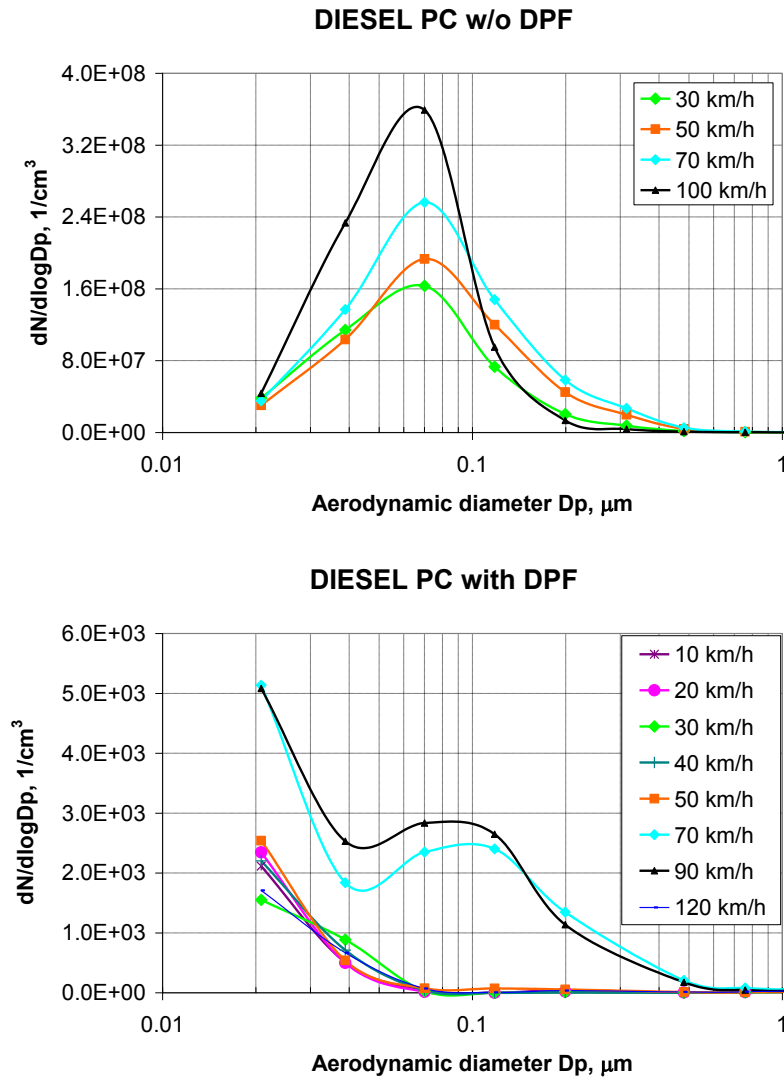 DIESEL PC w/o DPF
4.0E+08
3.2E+08
2.4E+08
1.6E+08
8.0E+07
0.0E+00
dN/dlogDp, 1/cm³
0.01
0.1
1
Aerodynamic diameter Dp, μm
30 km/h
50 km/h
70 km/h
100 km/h
DIESEL PC with DPF
6.0E+03
5.0E+03
4.0E+03
3.0E+03
2.0E+03
1.0E+03
0.0E+00
dN/dlogDp, 1/cm³
0.01
0.1
1
Aerodynamic diameter Dp, μm
10 km/h
20 km/h
30 km/h
40 km/h
50 km/h
70 km/h
90 km/h
120 km/h